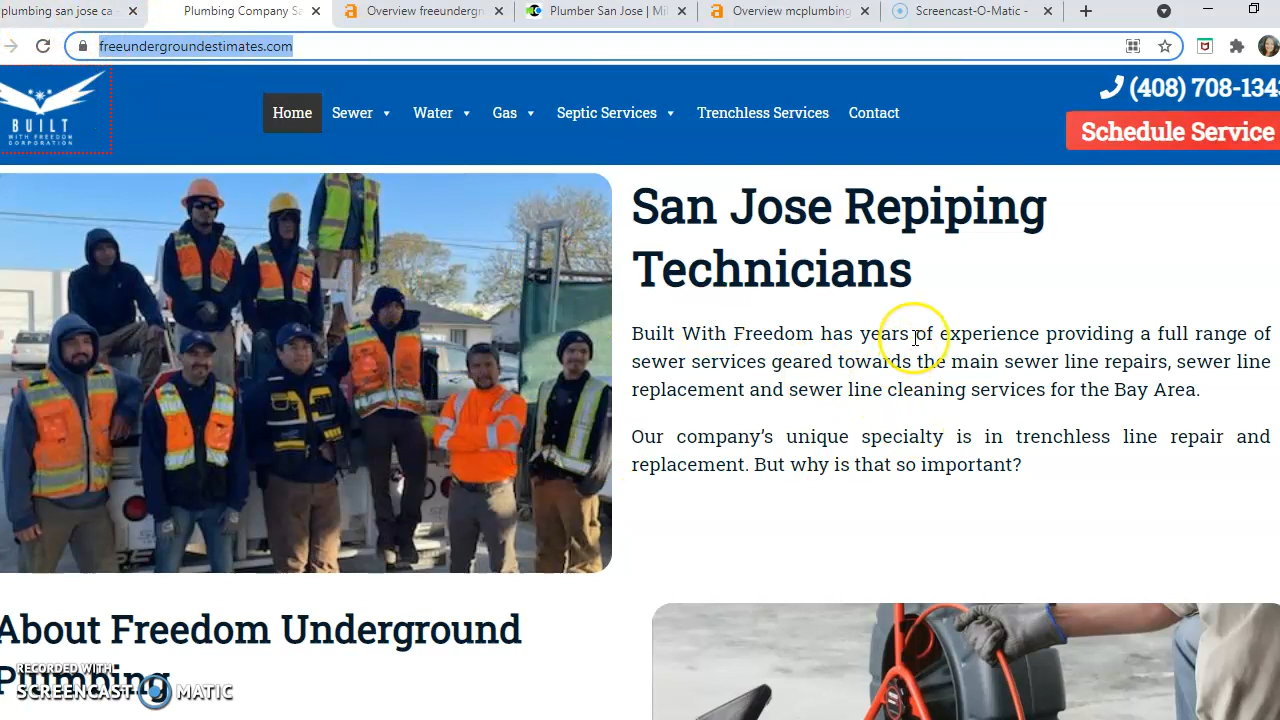 plumbing san jose ca -
Plumbing Company Sa
Overview freeundergr
Plumber San Jose | Mil
Overview mcplumbing
Screencast-O-Matic -
freeundergroundestimates.com
BUILT
WITH FREEDOM
CORPORATION
Home
Sewer
Water
Gas
Septic Services
Trenchless Services
Contact
(408) 708-1343
Schedule Service
San Jose Repiping
Technicians
Built With Freedom has years of experience providing a full range of
sewer services geared towards the main sewer line repairs, sewer line
replacement and sewer line cleaning services for the Bay Area.
Our company's unique specialty is in trenchless line repair and
replacement. But why is that so important?
About Freedom Underground
Plumbing
RECORDED WITH
SCREENCAST O MATIC